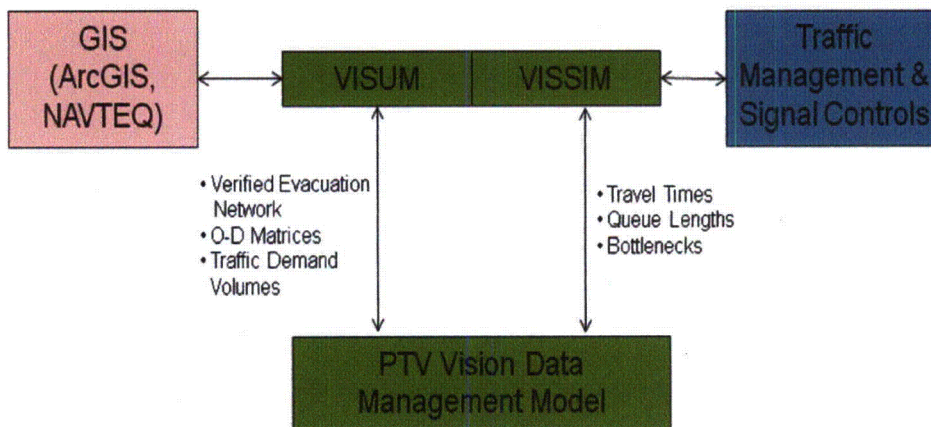 GIS
(ArcGIS,
NAVTEQ)
VISUM
VISSIM
Traffic
Management &
Signal Controls
• Verified Evacuation
Network
• O-D Matrices
• Traffic Demand
Volumes
• Travel Times
• Queue Lengths
• Bottlenecks
PTV Vision Data
Management Model